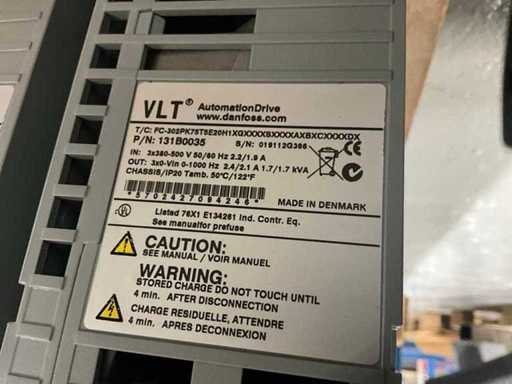 VLT® AutomationDrive
www.danfoss.com
T/C: FC-302PK75T5E20H1XGXXXXSXXXXAXBXCXXXXDX
P/N: 131B0035 S/N: 019112G366
IN: 3x380-500 V 50/60 Hz 2.2/1.9 A
OUT: 3x0-Vin 0-1000 Hz 2.4/2.1 A 1.7/1.7 kVA
CHASSIS/IP20 Tamb. 50°C/122°F
*5702427094246*
MADE IN DENMARK
Listed 76X1 E134261 Ind. Contr. Eq.
See manualfor prefuse
CAUTION:
SEE MANUAL / VOIR MANUEL
WARNING:
STORED CHARGE DO NOT TOUCH UNTIL
4 min. AFTER DISCONNECTION
CHARGE RESIDUELLE, ATTENDRE
4 min. APRES DECONNEXION